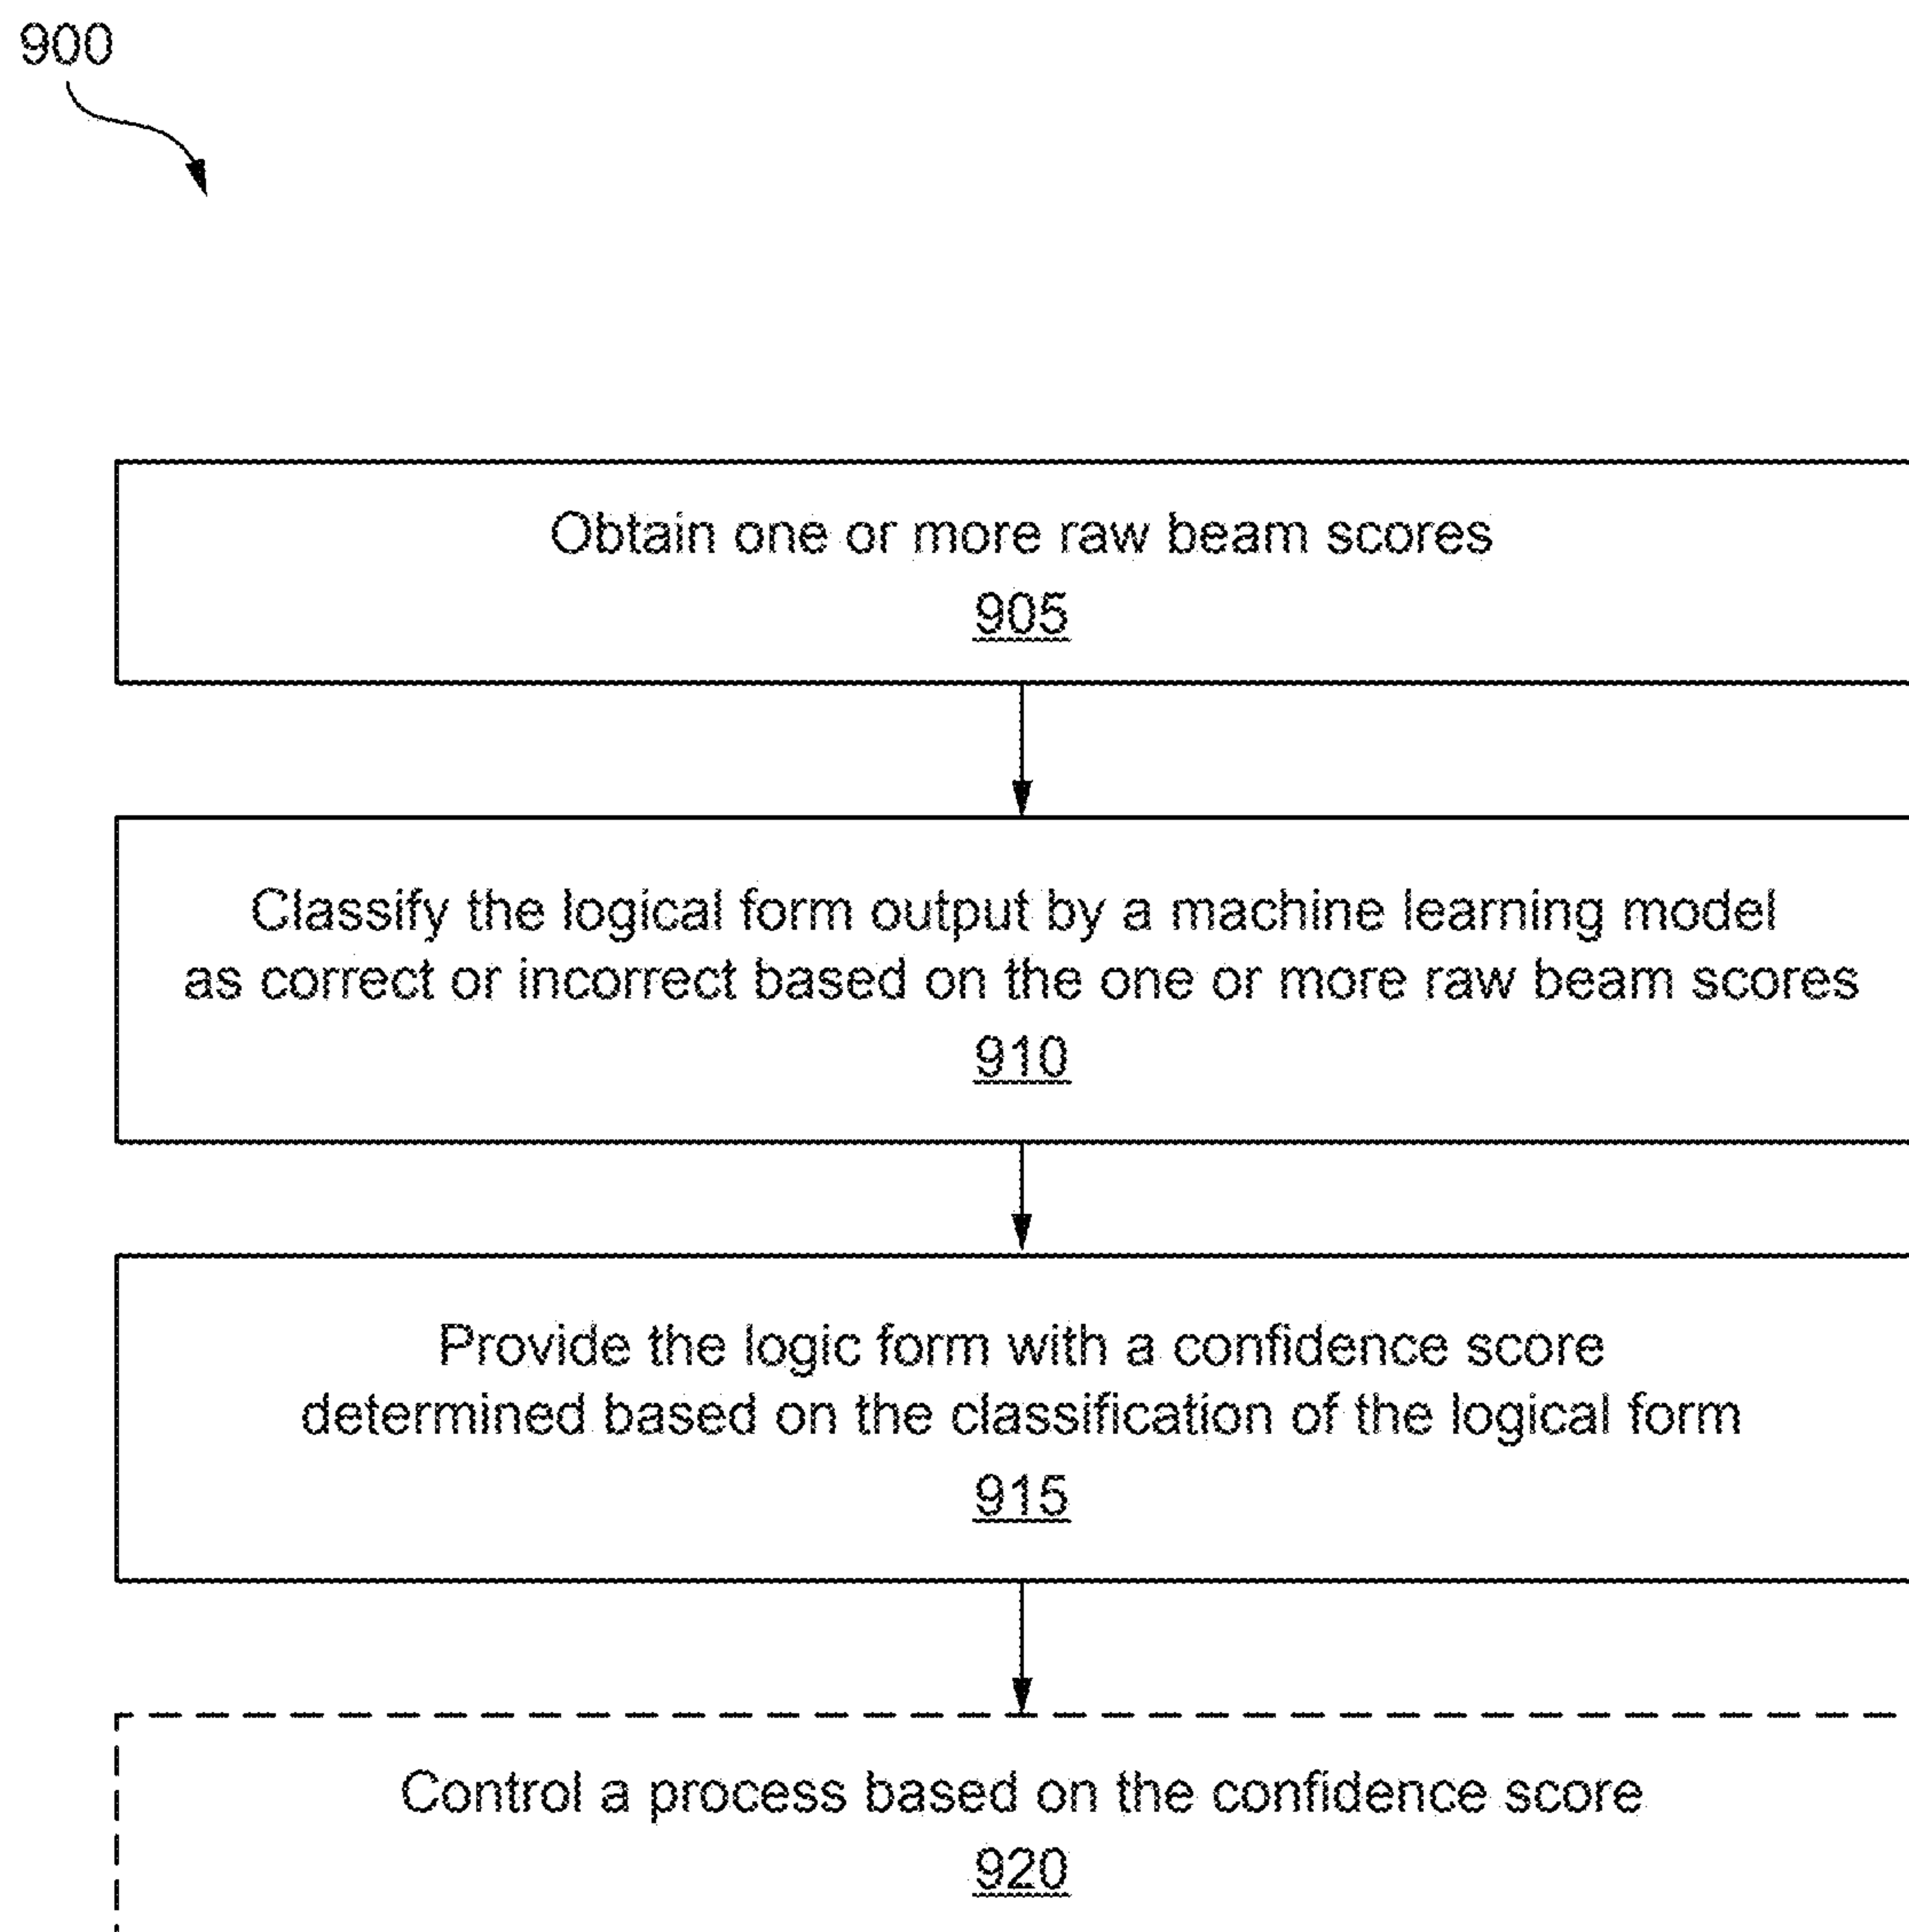 900
Obtain one or more raw beam scores
905
Classify the logical form output by a machine learning model
as correct or incorrect based on the one or more raw beam scores
910
Provide the logic form with a confidence score
determined based on the classification of the logical form
915
Control a process based on the confidence score
920